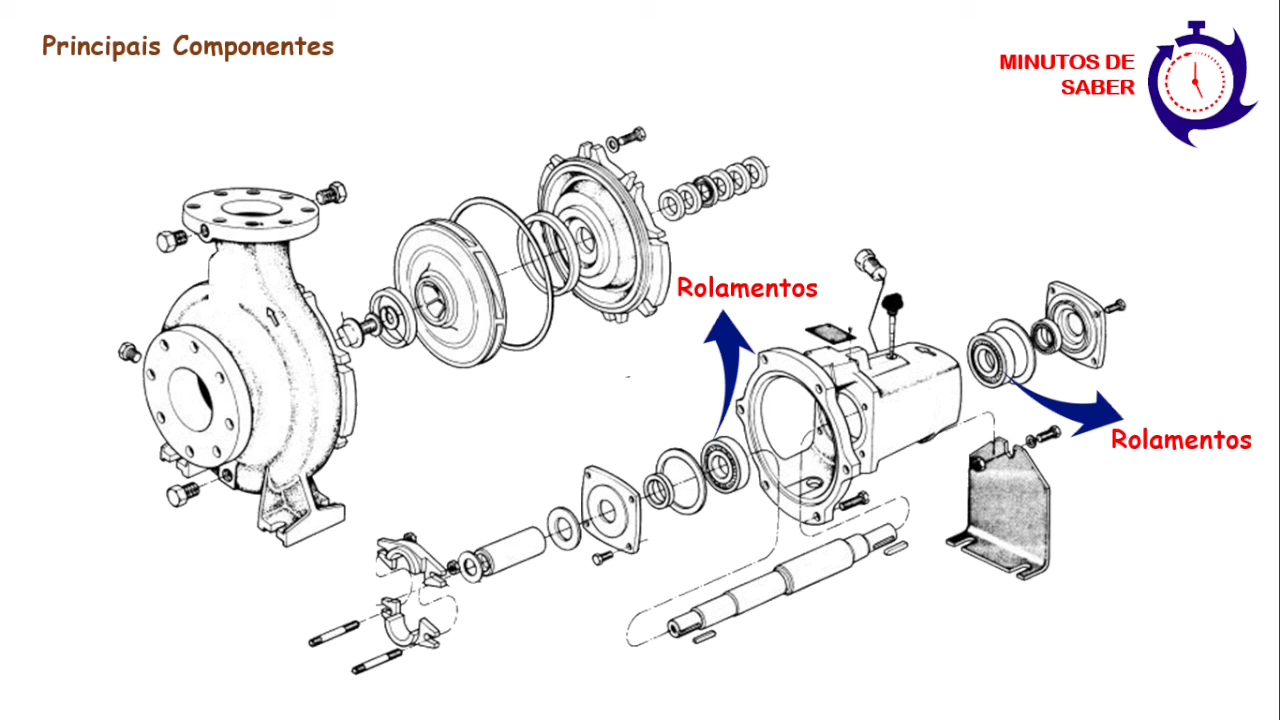 Principais Componentes
MINUTOS DE
SABER
Rolamentos
Rolamentos